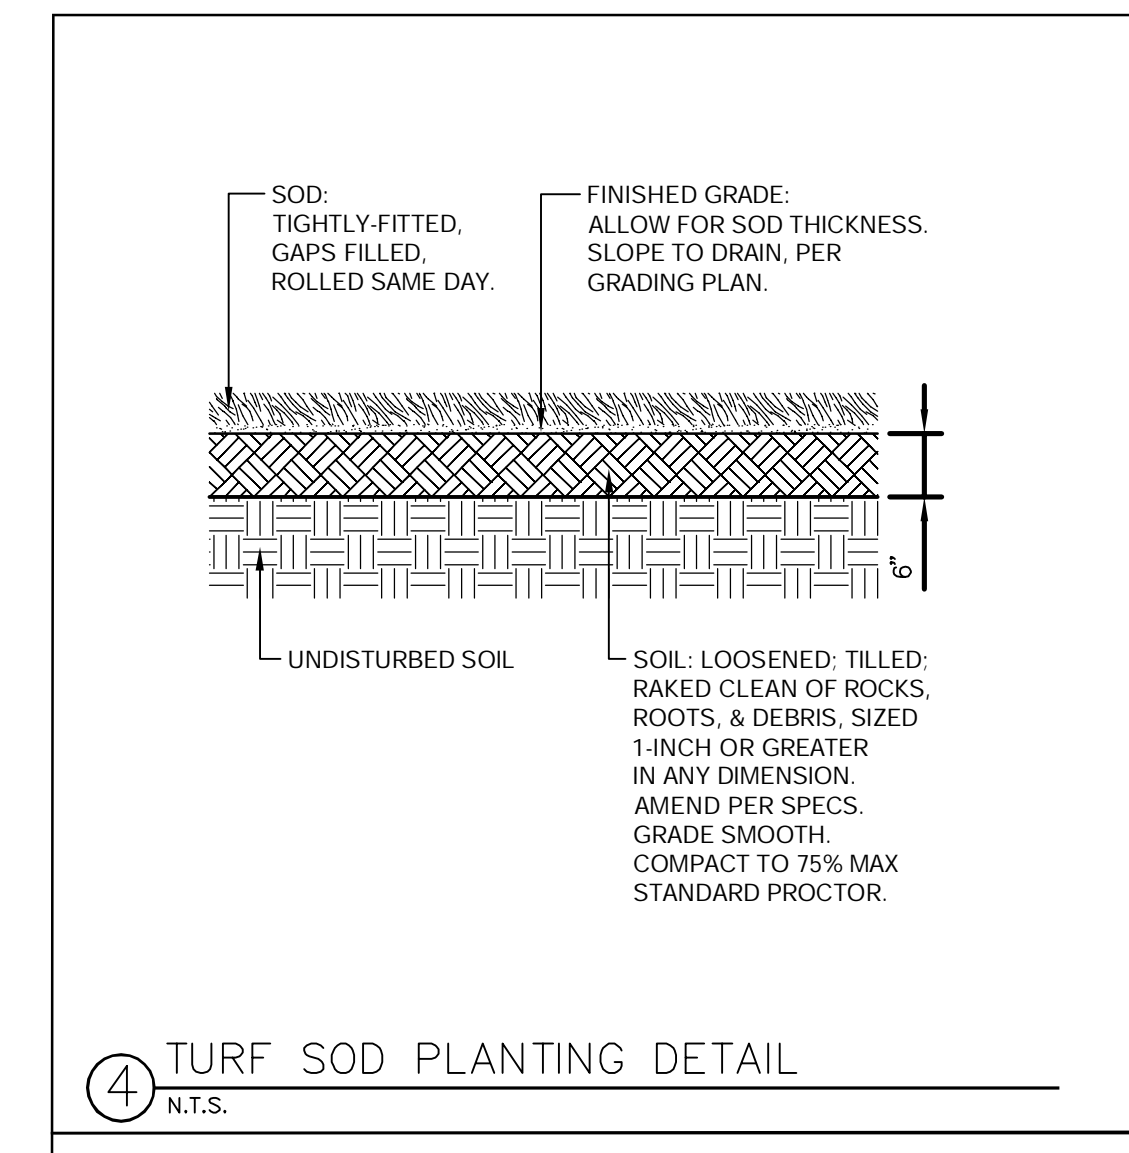 SOD:
TIGHTLY-FITTED,
GAPS FILLED,
ROLLED SAME DAY.
FINISHED GRADE:
ALLOW FOR SOD THICKNESS.
SLOPE TO DRAIN, PER
GRADING PLAN.
6"
UNDISTURBED SOIL
SOIL: LOOSENED; TILLED;
RAKED CLEAN OF ROCKS,
ROOTS, & DEBRIS, SIZED
1-INCH OR GREATER
IN ANY DIMENSION.
AMEND PER SPECS.
GRADE SMOOTH.
COMPACT TO 75% MAX
STANDARD PROCTOR.
4
TURF SOD PLANTING DETAIL
N.T.S.